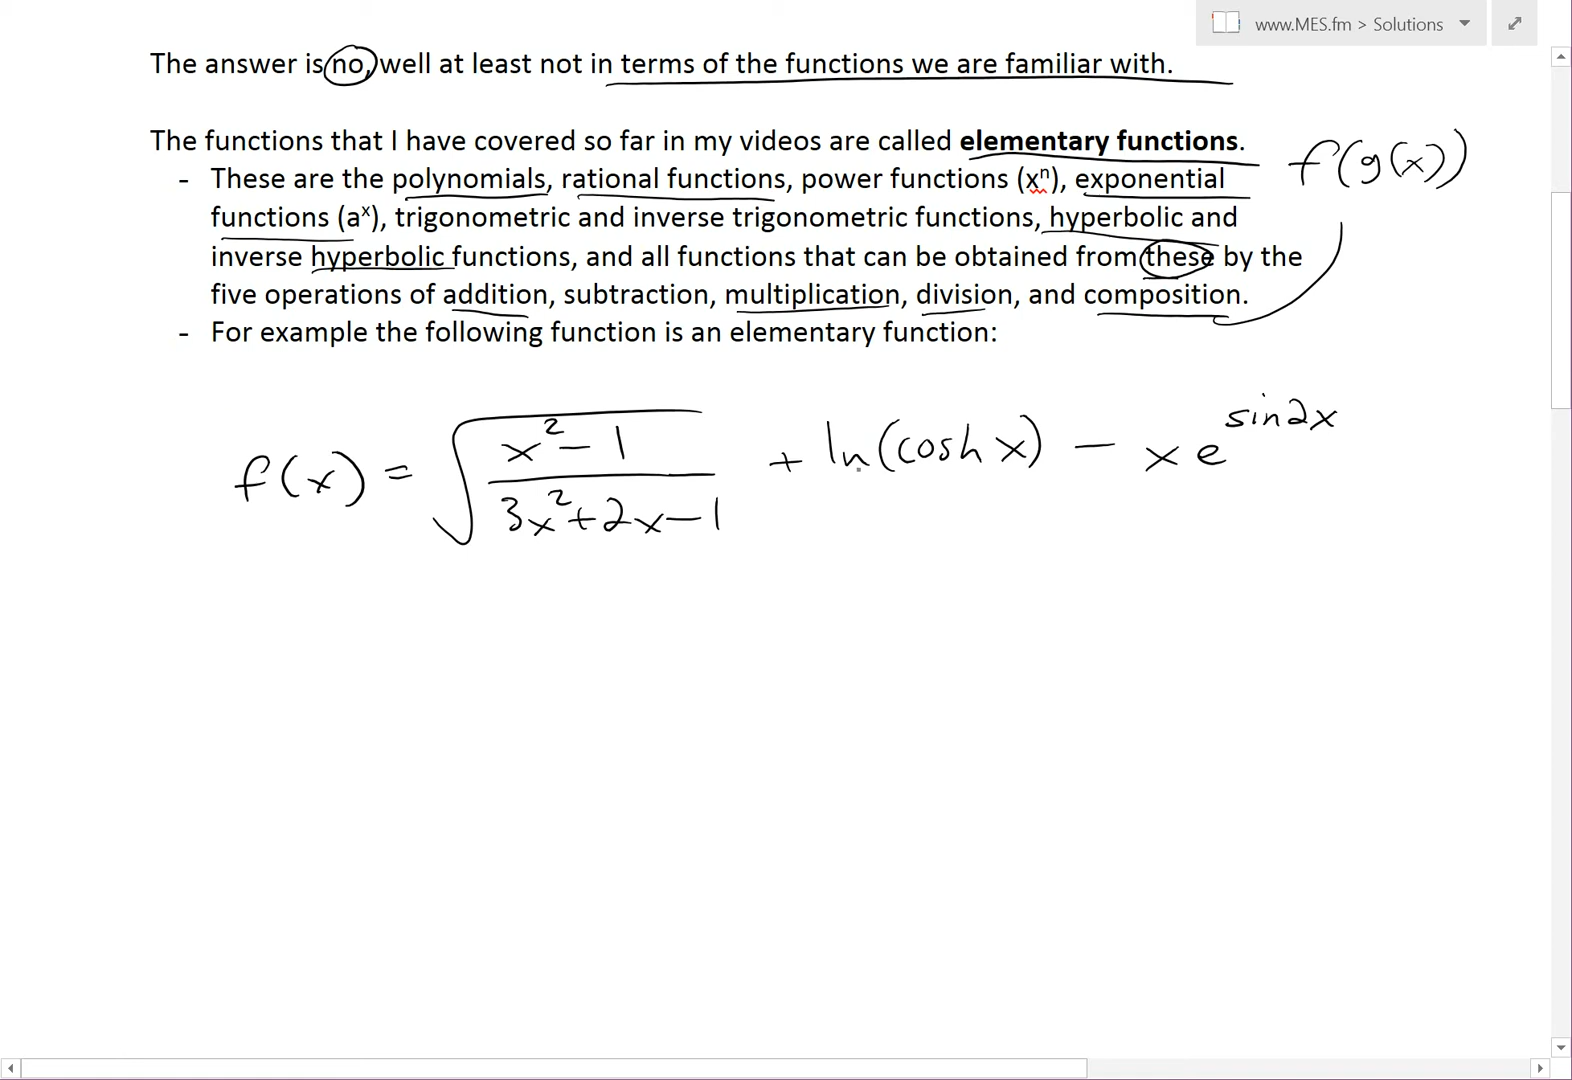 www.MES.fm > Solutions
The answer is no, well at least not in terms of the functions we are familiar with.
The functions that I have covered so far in my videos are called elementary functions.
f(g(x))
- These are the polynomials, rational functions, power functions (xⁿ), exponential
functions (aˣ), trigonometric and inverse trigonometric functions, hyperbolic and
inverse hyperbolic functions, and all functions that can be obtained from these by the
five operations of addition, subtraction, multiplication, division, and composition.
- For example the following function is an elementary function:
f(x) = √((x² − 1)/(3x² + 2x − 1)) + ln(cosh x) − x e^(sin2x)